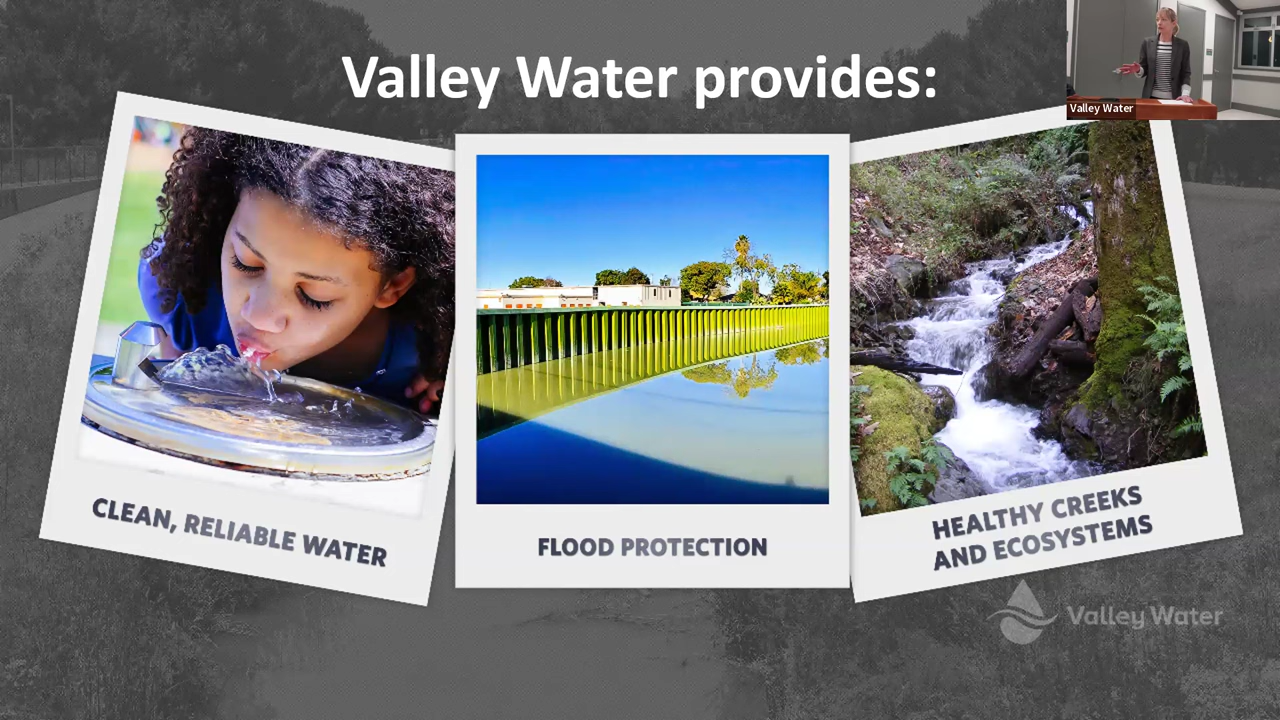 Valley Water provides:
Valley Water
CLEAN, RELIABLE WATER
FLOOD PROTECTION
HEALTHY CREEKS
AND ECOSYSTEMS
Valley Water